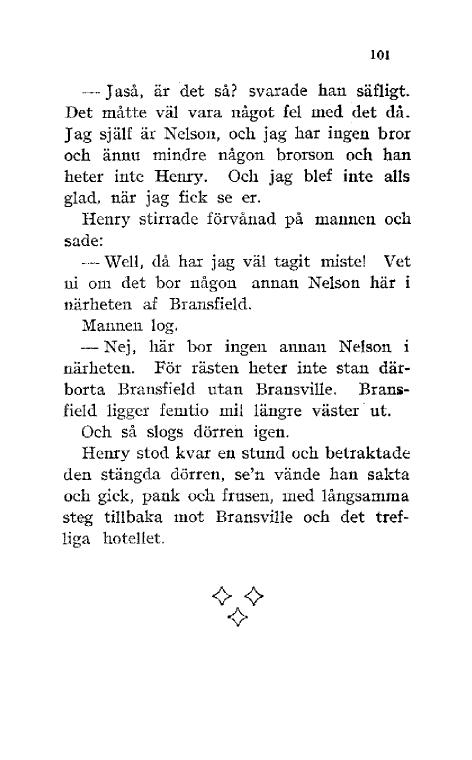 101
— Jaså, är det så? svarade han säfligt.
Det måtte väl vara något fel med det då.
Jag själf är Nelson, och jag har ingen bror
och ännu mindre någon brorson och han
heter inte Henry. Och jag blef inte alls
glad, när jag fick se er.
Henry stirrade förvånad på mannen och
sade:
— Well, då har jag väl tagit miste! Vet
ni om det bor någon annan Nelson här i
närheten af Bransfield.
Mannen log.
— Nej, här bor ingen annan Nelson i
närheten. För rästen heter inte stan där-
borta Bransfield utan Bransville. Brans-
field ligger femtio mil längre väster ut.
Och så slogs dörren igen.
Henry stod kvar en stund och betraktade
den stängda dörren, se'n vände han sakta
och gick, pank och frusen, med långsamma
steg tillbaka mot Bransville och det tref-
liga hotellet.